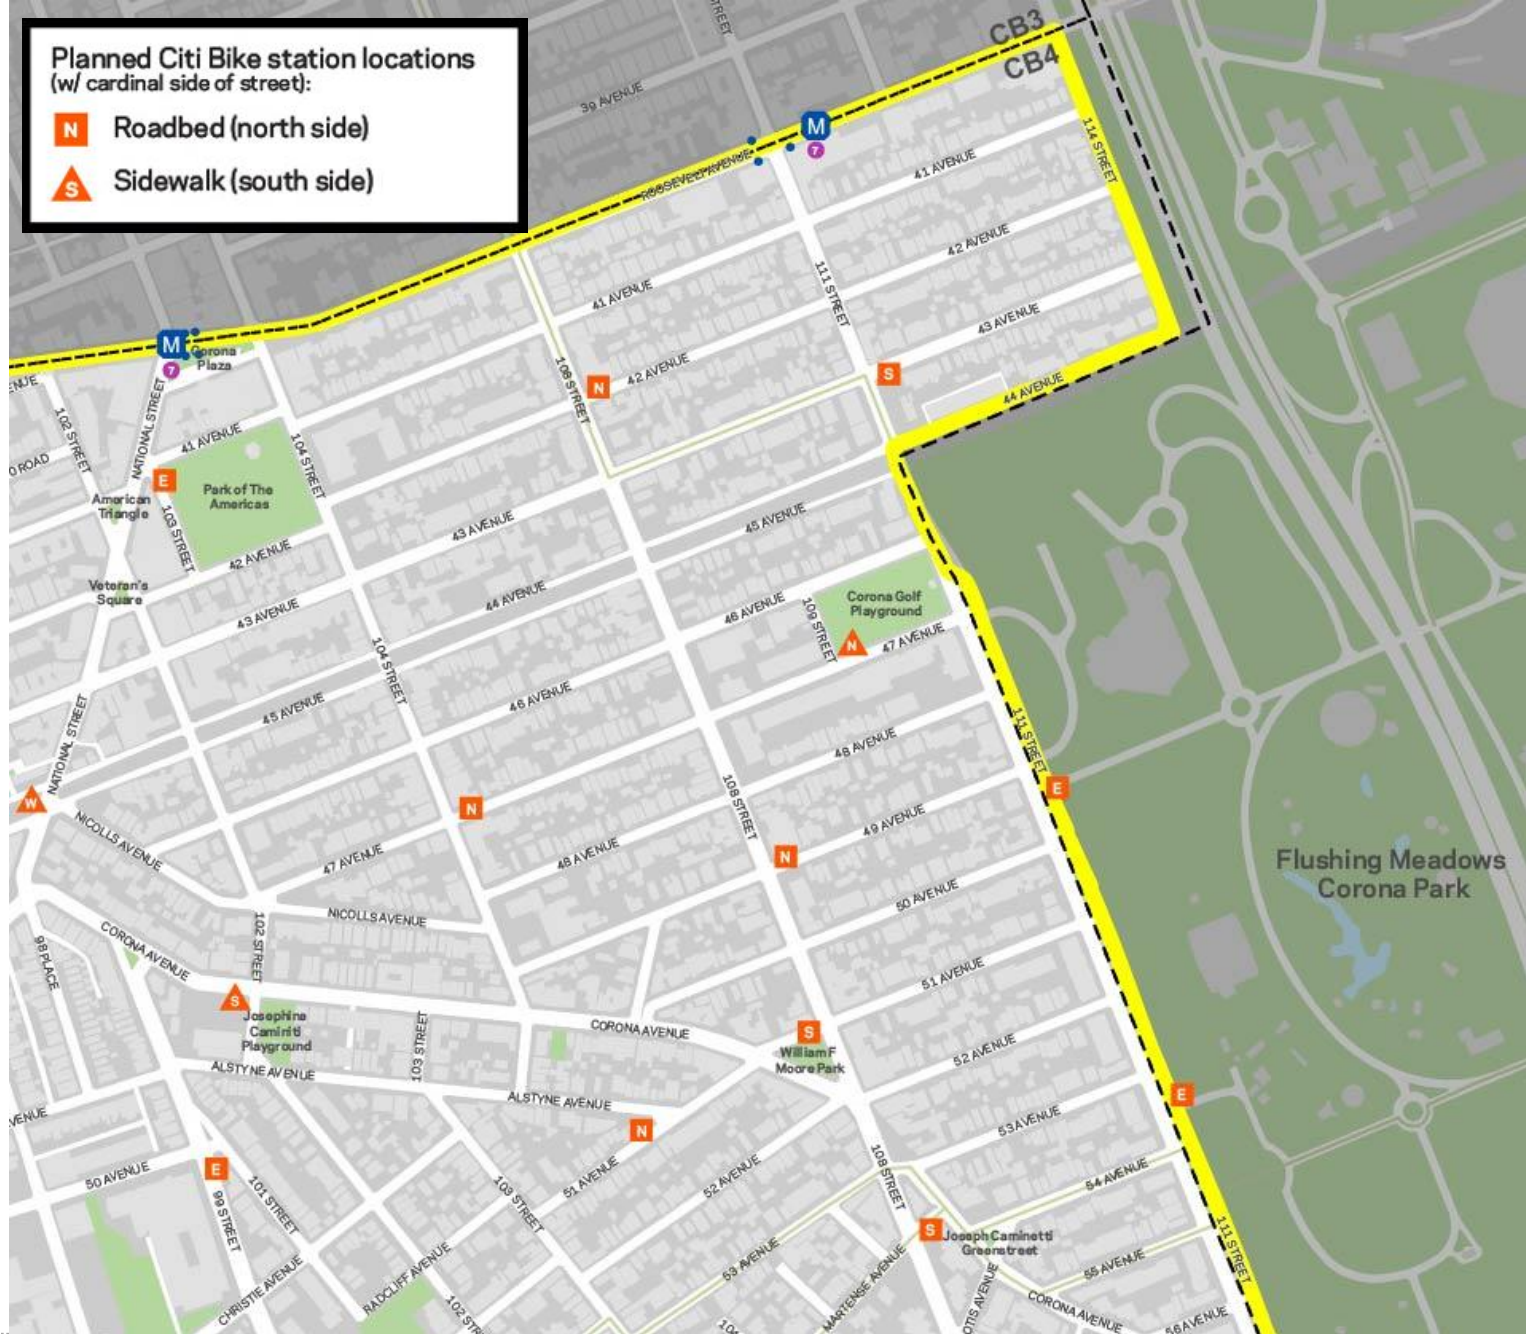 Planned Citi Bike station locations
(w/ cardinal side of street):
N Roadbed (north side)
S Sidewalk (south side)
CB3
CB4
39 AVENUE
ROOSEVELT AVENUE
M
7
114 STREET
41 AVENUE
42 AVENUE
43 AVENUE
44 AVENUE
111 STREET
41 AVENUE
42 AVENUE
108 STREET
N
S
M
7
Corona
Plaza
102 STREET
NATIONAL STREET
41 AVENUE
104 STREET
E
Park of The
Americas
American
Triangle
103 STREET
42 AVENUE
43 AVENUE
45 AVENUE
Veteran's
Square
43 AVENUE
44 AVENUE
46 AVENUE
109 STREET
Corona Golf
Playground
N
47 AVENUE
104 STREET
45 AVENUE
46 AVENUE
NATIONAL STREET
48 AVENUE
111 STREET
E
W
N
108 STREET
NICOLLS AVENUE
47 AVENUE
48 AVENUE
N
49 AVENUE
Flushing Meadows
Corona Park
50 AVENUE
NICOLLS AVENUE
102 STREET
CORONA AVENUE
98 PLACE
S
Josephine
Caminiti
Playground
103 STREET
CORONA AVENUE
51 AVENUE
S
William F
Moore Park
52 AVENUE
ALSTYNE AVENUE
ALSTYNE AVENUE
N
53 AVENUE
E
E
50 AVENUE
99 STREET
101 STREET
103 STREET
51 AVENUE
52 AVENUE
108 STREET
54 AVENUE
S
Joseph Caminetti
Greenstreet
111 STREET
53 AVENUE
55 AVENUE
MARTENSE AVENUE
OTIS AVENUE
CORONA AVENUE
56 AVENUE
CHRISTIE AVENUE
RADCLIFF AVENUE
102 STR
104